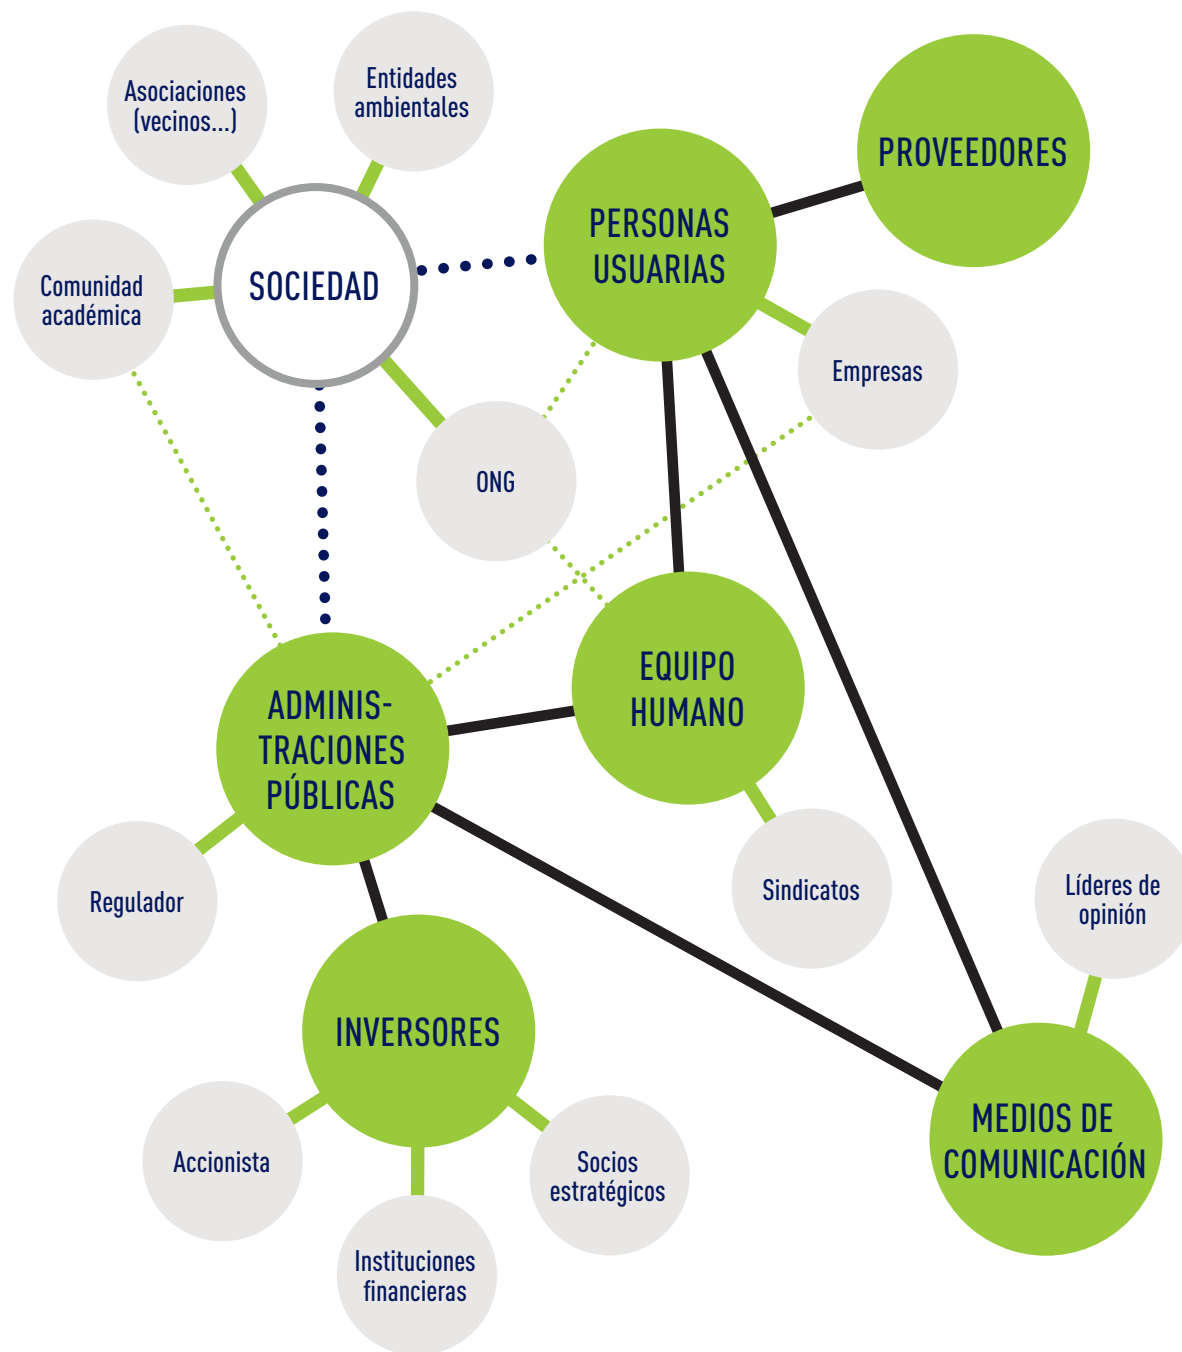 Asociaciones
(vecinos...)
Entidades
ambientales
PROVEEDORES
PERSONAS
USUARIAS
SOCIEDAD
Comunidad
académica
Empresas
ONG
EQUIPO
HUMANO
ADMINIS-
TRACIONES
PÚBLICAS
Regulador
Sindicatos
Líderes de
opinión
INVERSORES
MEDIOS DE
COMUNICACIÓN
Accionista
Socios
estratégicos
Instituciones
financieras